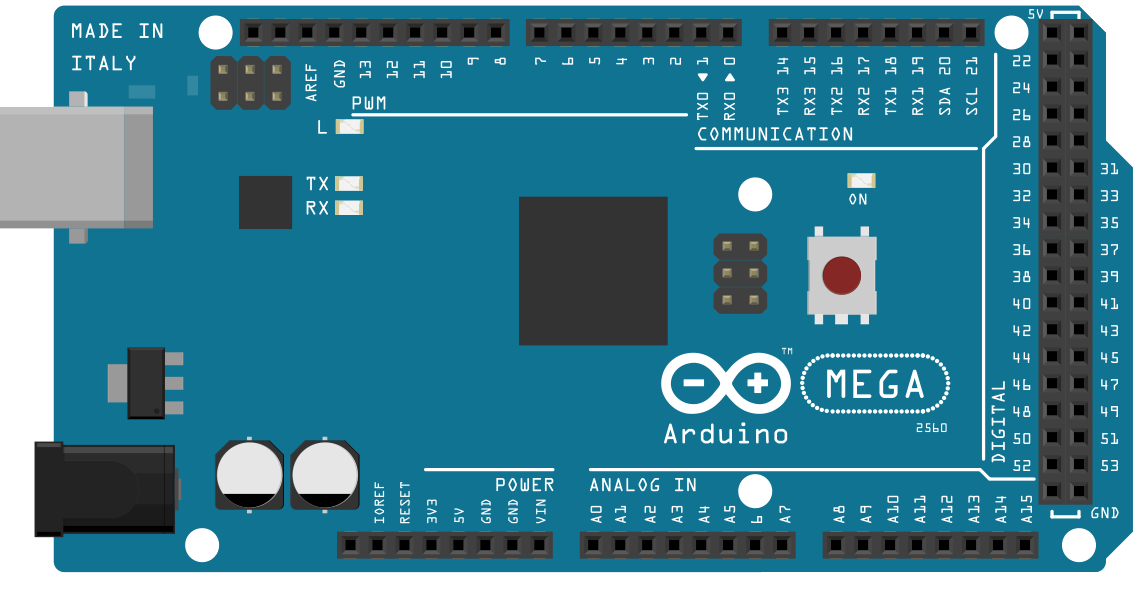 MADE IN
ITALY
AREF
GND
13
12
11
10
9
8
7
6
5
4
3
2
TX0 ◄ 1
RX0 ► 0
TX3 14
RX3 15
TX2 16
RX2 17
TX1 18
RX1 19
SDA 20
SCL 21
5V
PWM
COMMUNICATION
L
TX
RX
ON
22
24
26
28
30 31
32 33
34 35
36 37
38 39
40 41
42 43
44 45
46 47
48 49
50 51
52 53
DIGITAL
GND
TM
MEGA
2560
Arduino
POWER
ANALOG IN
IOREF
RESET
3V3
5V
GND
GND
VIN
A0
A1
A2
A3
A4
A5
6
A7
A8
A9
A10
A11
A12
A13
A14
A15